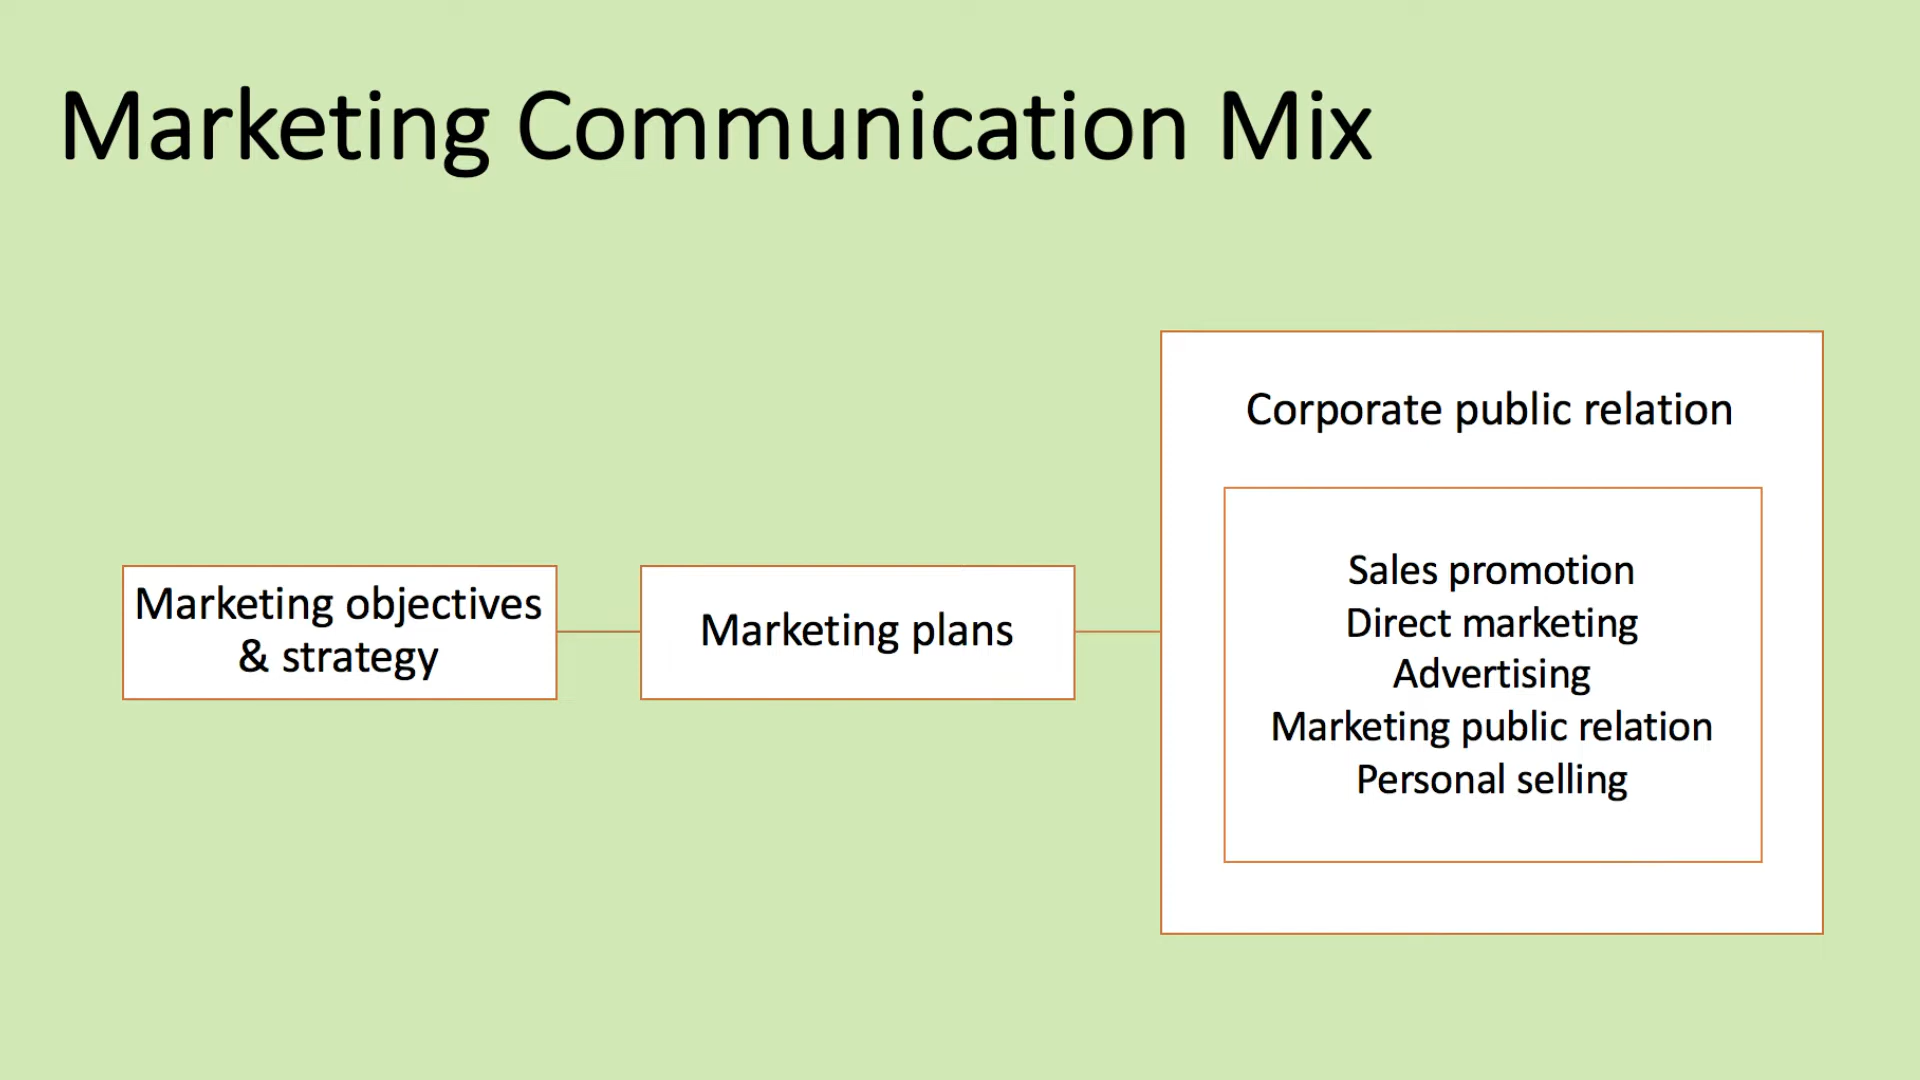 Marketing Communication Mix
Marketing objectives
& strategy
Marketing plans
Corporate public relation
Sales promotion
Direct marketing
Advertising
Marketing public relation
Personal selling